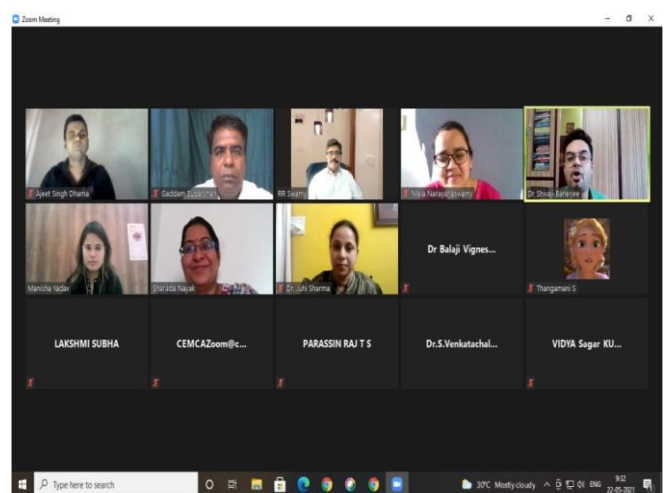 Zoom Meeting
Ajeet Singh Dhama
Gaddam Sudarshan
RR Swamy
Mala Narayanaswamy
Dr Shivaji Banerjee
Manisha Yadav
Sharada Nayak
Dr. Juhi Sharma
Dr Balaji Vignes...
Thangamani S
LAKSHMI SUBHA
CEMCAZoom@c...
PARASSIN RAJ T S
Dr.S.Venkatachal...
VIDYA Sagar KU...
Type here to search
30°C Mostly cloudy
ENG
9:32
22-05-2021